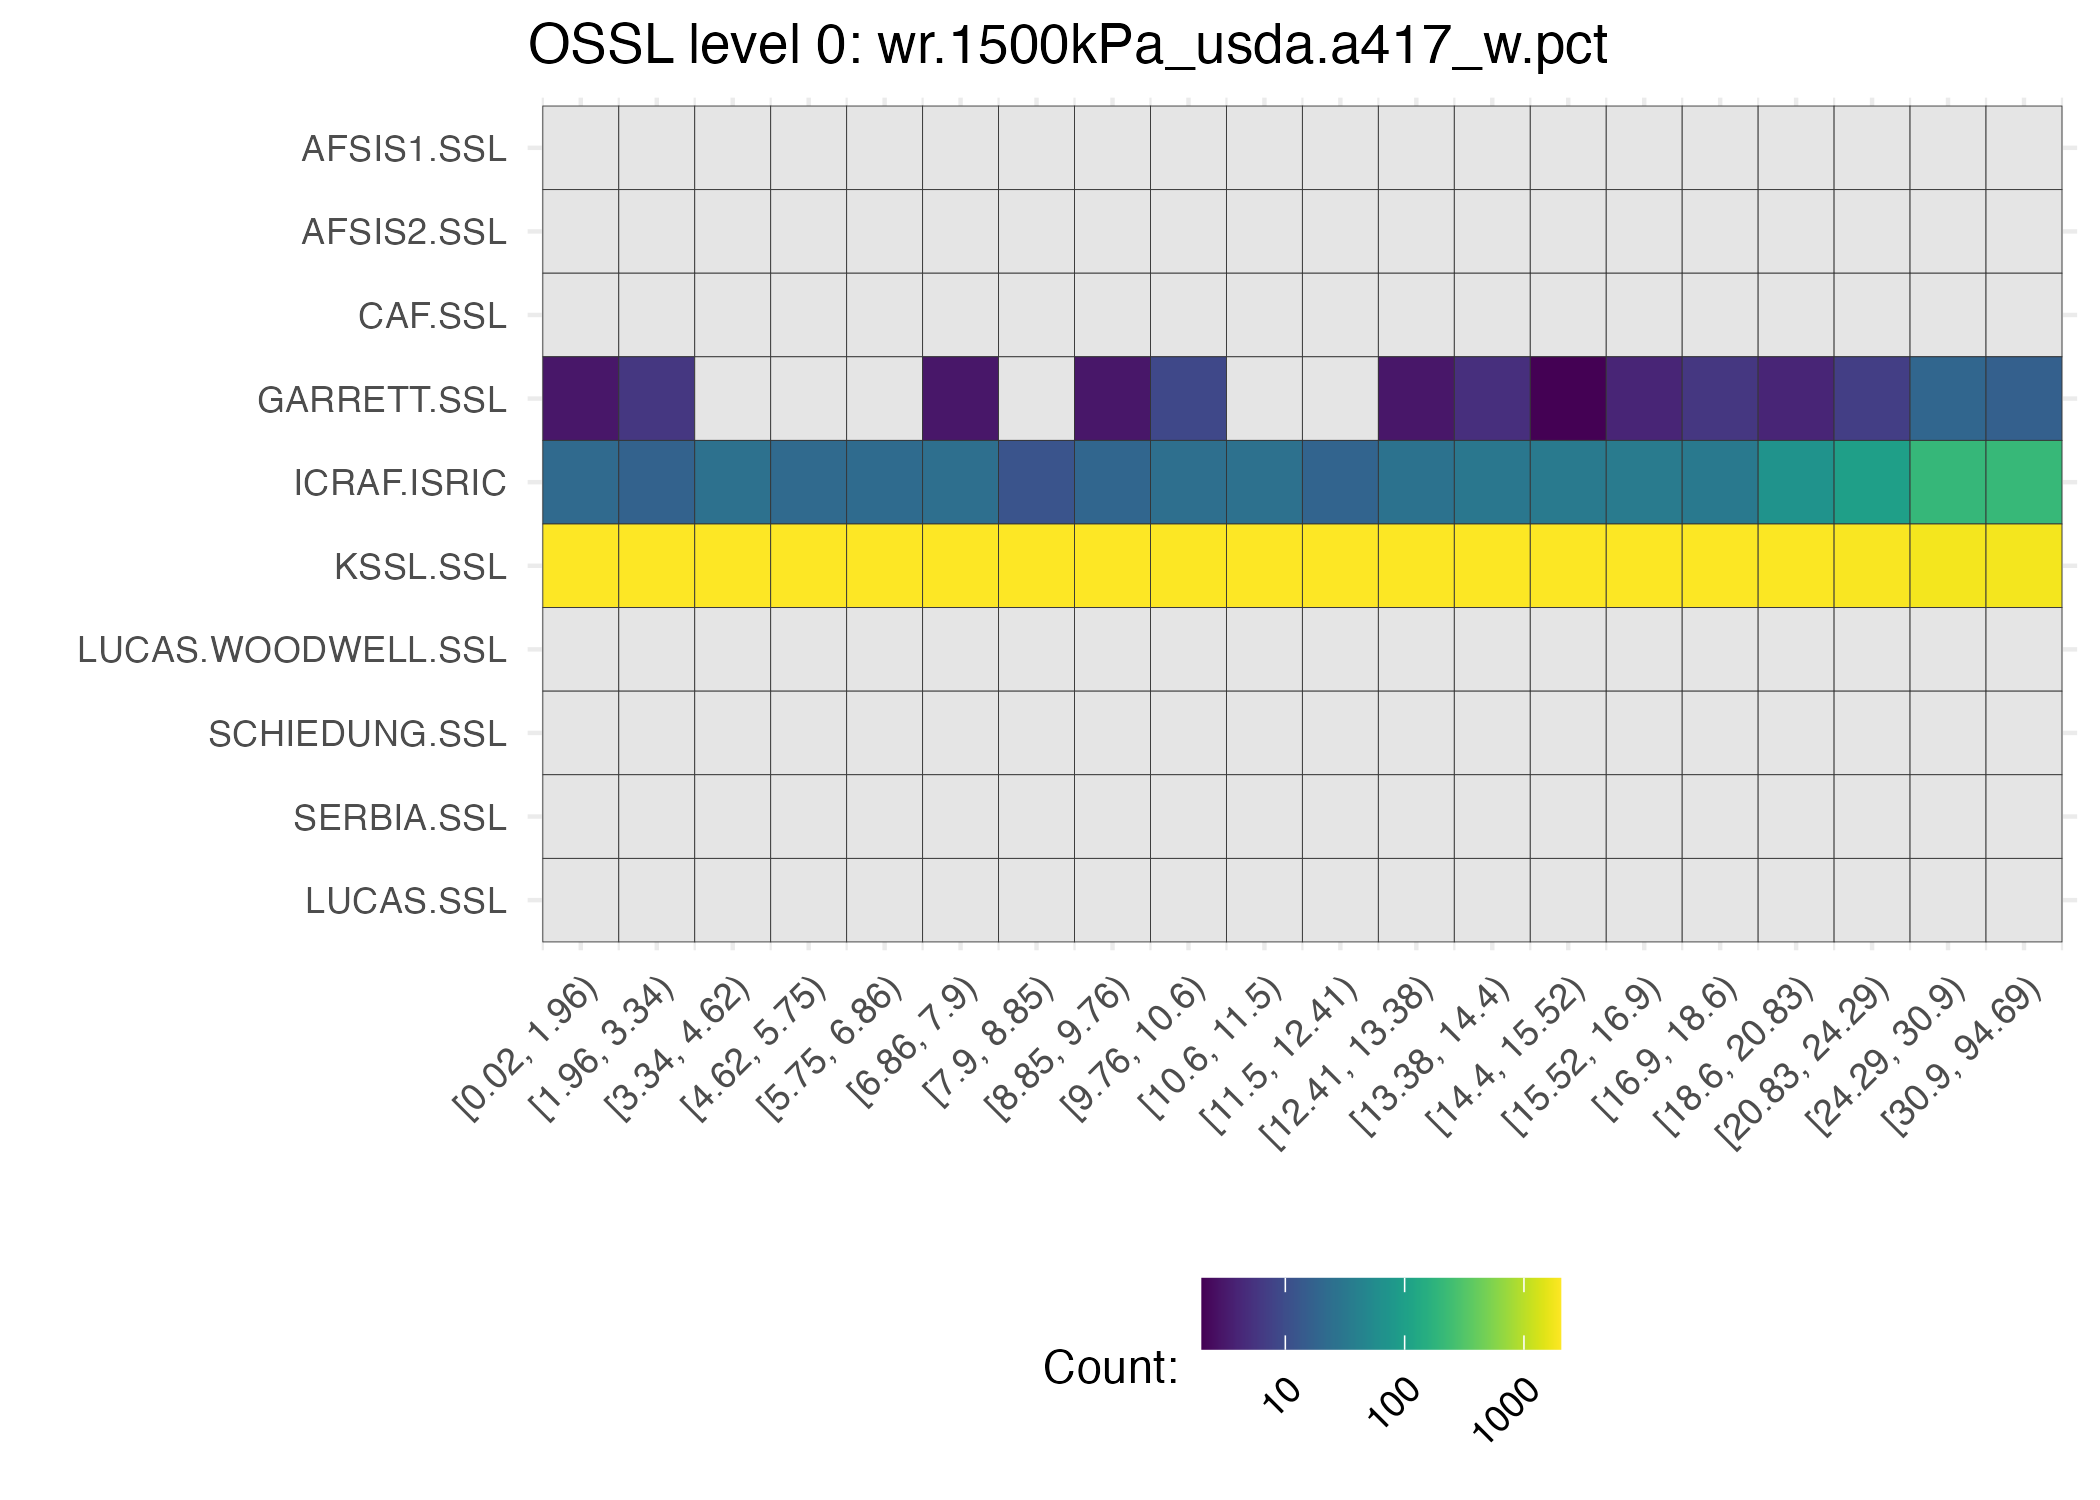 OSSL level 0: wr.1500kPa_usda.a417_w.pct
AFSIS1.SSL
AFSIS2.SSL
CAF.SSL
GARRETT.SSL
ICRAF.ISRIC
KSSL.SSL
LUCAS.WOODWELL.SSL
SCHIEDUNG.SSL
SERBIA.SSL
LUCAS.SSL
[0.02, 1.96)
[1.96, 3.34)
[3.34, 4.62)
[4.62, 5.75)
[5.75, 6.86)
[6.86, 7.9)
[7.9, 8.85)
[8.85, 9.76)
[9.76, 10.6)
[10.6, 11.5)
[11.5, 12.41)
[12.41, 13.38)
[13.38, 14.4)
[14.4, 15.52)
[15.52, 16.9)
[16.9, 18.6)
[18.6, 20.83)
[20.83, 24.29)
[24.29, 30.9)
[30.9, 94.69)
Count:
10
100
1000